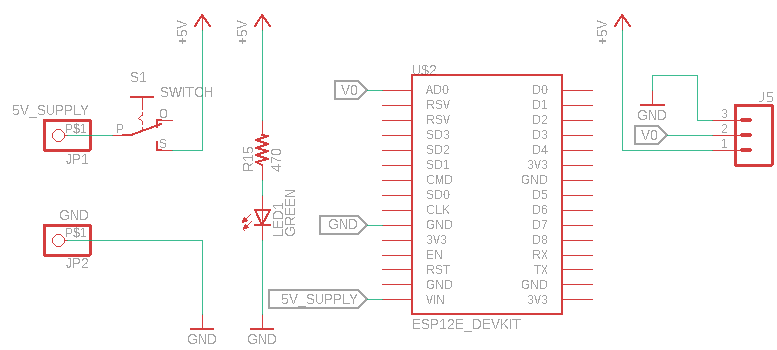 +5V
+5V
+5V
S1
SWITCH
5V_SUPPLY
P$1
JP1
P
O
S
GND
P$1
JP2
GND
R15
470
LED1
GREEN
GND
U$2
V0
GND
5V_SUPPLY
AD0 D0
RSV D1
RSV D2
SD3 D3
SD2 D4
SD1 3V3
CMD GND
SD0 D5
CLK D6
GND D7
3V3 D8
EN RX
RST TX
GND GND
VIN 3V3
ESP12E_DEVKIT
GND
V0
J5
3
2
1